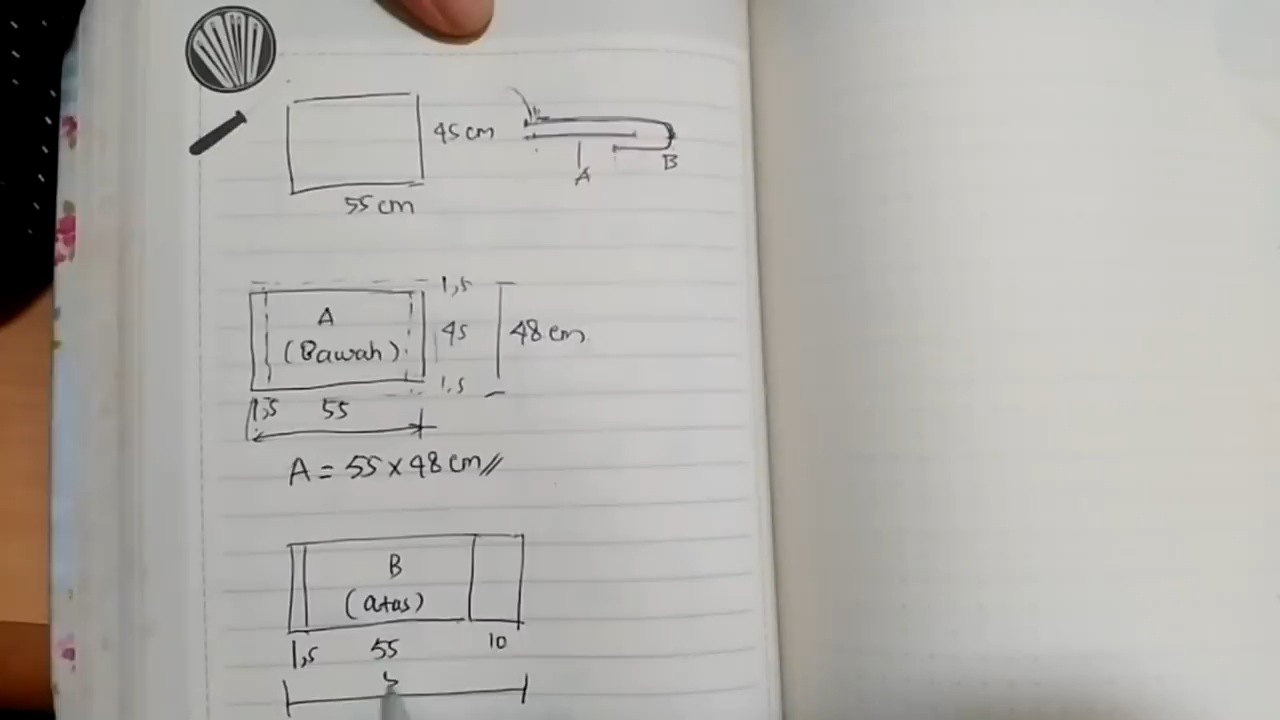 45 cm
55 cm
A
B
1,5
A
45
48 cm
(Bawah)
1.5
1,5 55
A = 55 x 48 cm //
B
(atas)
1,5 55 10